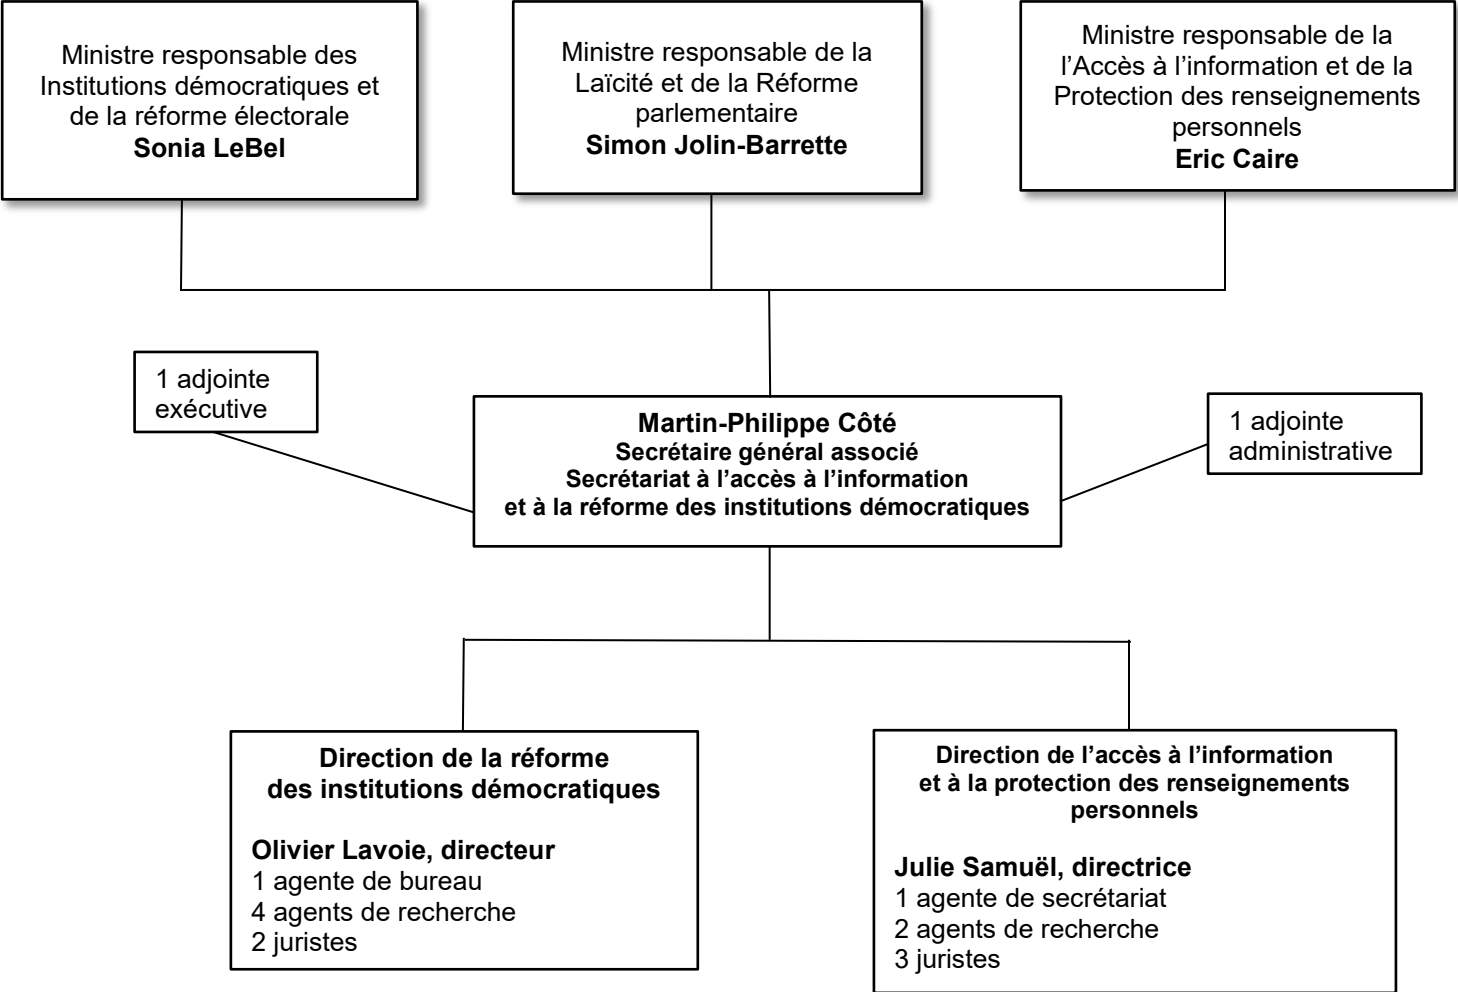 Ministre responsable des
Institutions démocratiques et
de la réforme électorale
Sonia LeBel
Ministre responsable de la
Laïcité et de la Réforme
parlementaire
Simon Jolin-Barrette
Ministre responsable de la
l’Accès à l’information et de la
Protection des renseignements
personnels
Eric Caire
1 adjointe
exécutive
Martin-Philippe Côté
Secrétaire général associé
Secrétariat à l’accès à l’information
et à la réforme des institutions démocratiques
1 adjointe
administrative
Direction de la réforme
des institutions démocratiques
Olivier Lavoie, directeur
1 agente de bureau
4 agents de recherche
2 juristes
Direction de l’accès à l’information
et à la protection des renseignements
personnels
Julie Samuël, directrice
1 agente de secrétariat
2 agents de recherche
3 juristes